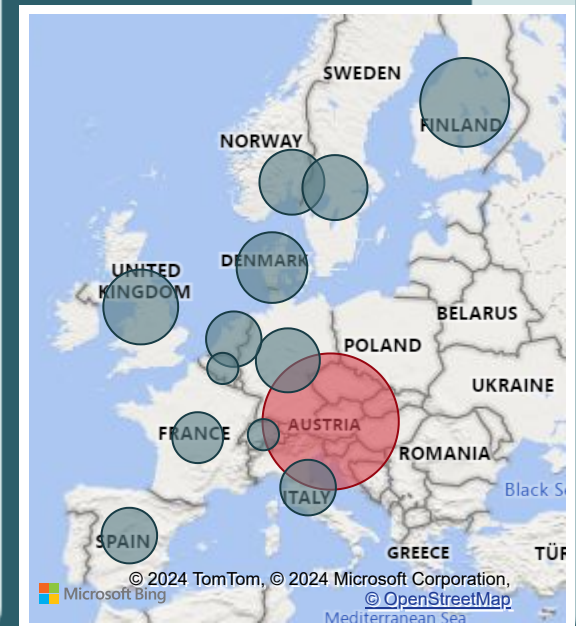 SWEDEN
FINLAND
NORWAY
DENMARK
UNITED
KINGDOM
BELARUS
POLAND
UKRAINE
AUSTRIA
FRANCE
ROMANIA
Black S
ITALY
SPAIN
GREECE
TÜR
© 2024 TomTom, © 2024 Microsoft Corporation,
Microsoft Bing
© OpenStreetMap
Mediterranean Sea